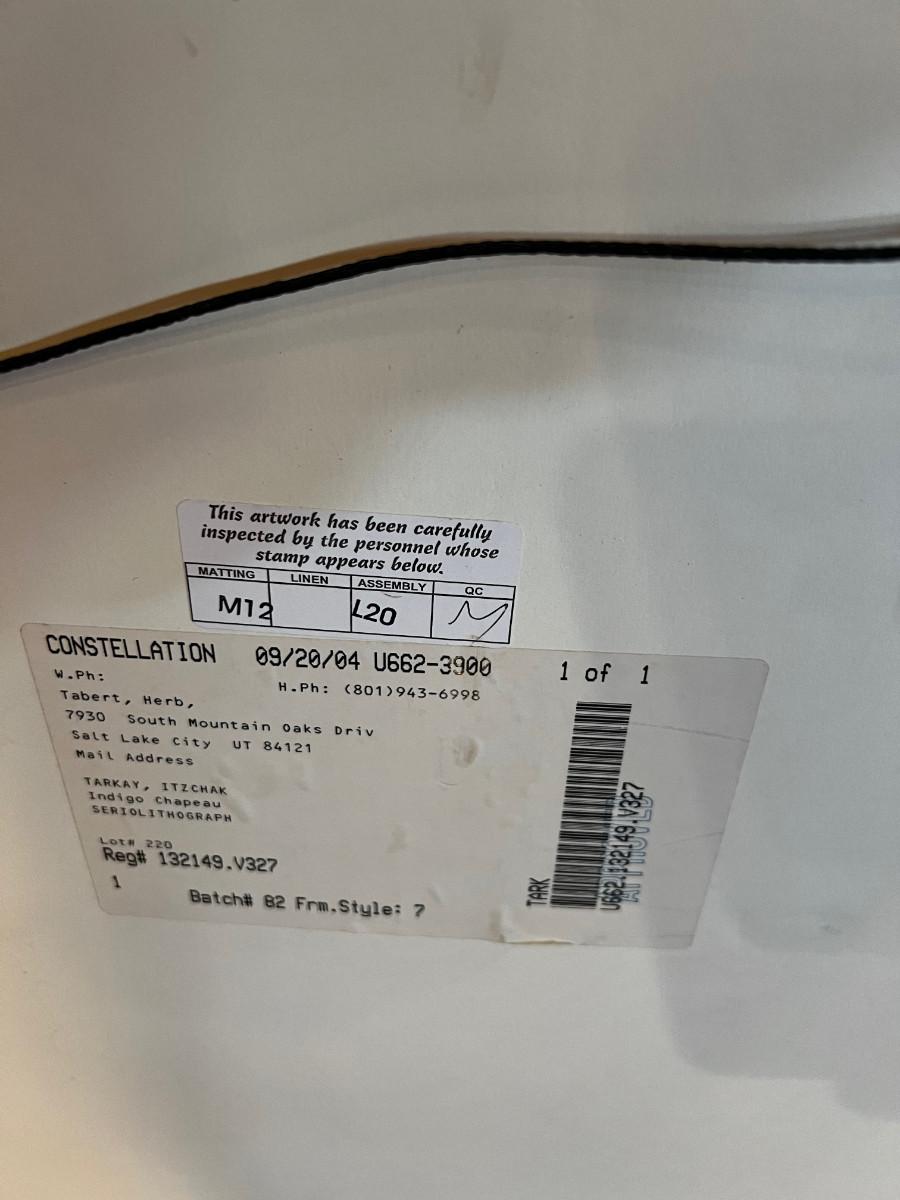 This artwork has been carefully
inspected by the personnel whose
stamp appears below.
MATTING LINEN ASSEMBLY QC
M12 L20
CONSTELLATION 09/20/04 U662-3900 1 of 1
W.Ph: H.Ph: (801)943-6998
Tabert, Herb,
7930 South Mountain Oaks Driv
Salt Lake City UT 84121
Mail Address
TARKAY, ITZCHAK
Indigo Chapeau
SERIOLITHOGRAPH
Lot# 220
Reg# 132149.V327
1
Batch# 82 Frm.Style: 7
TARK
U662.132149.V327
APPROVED